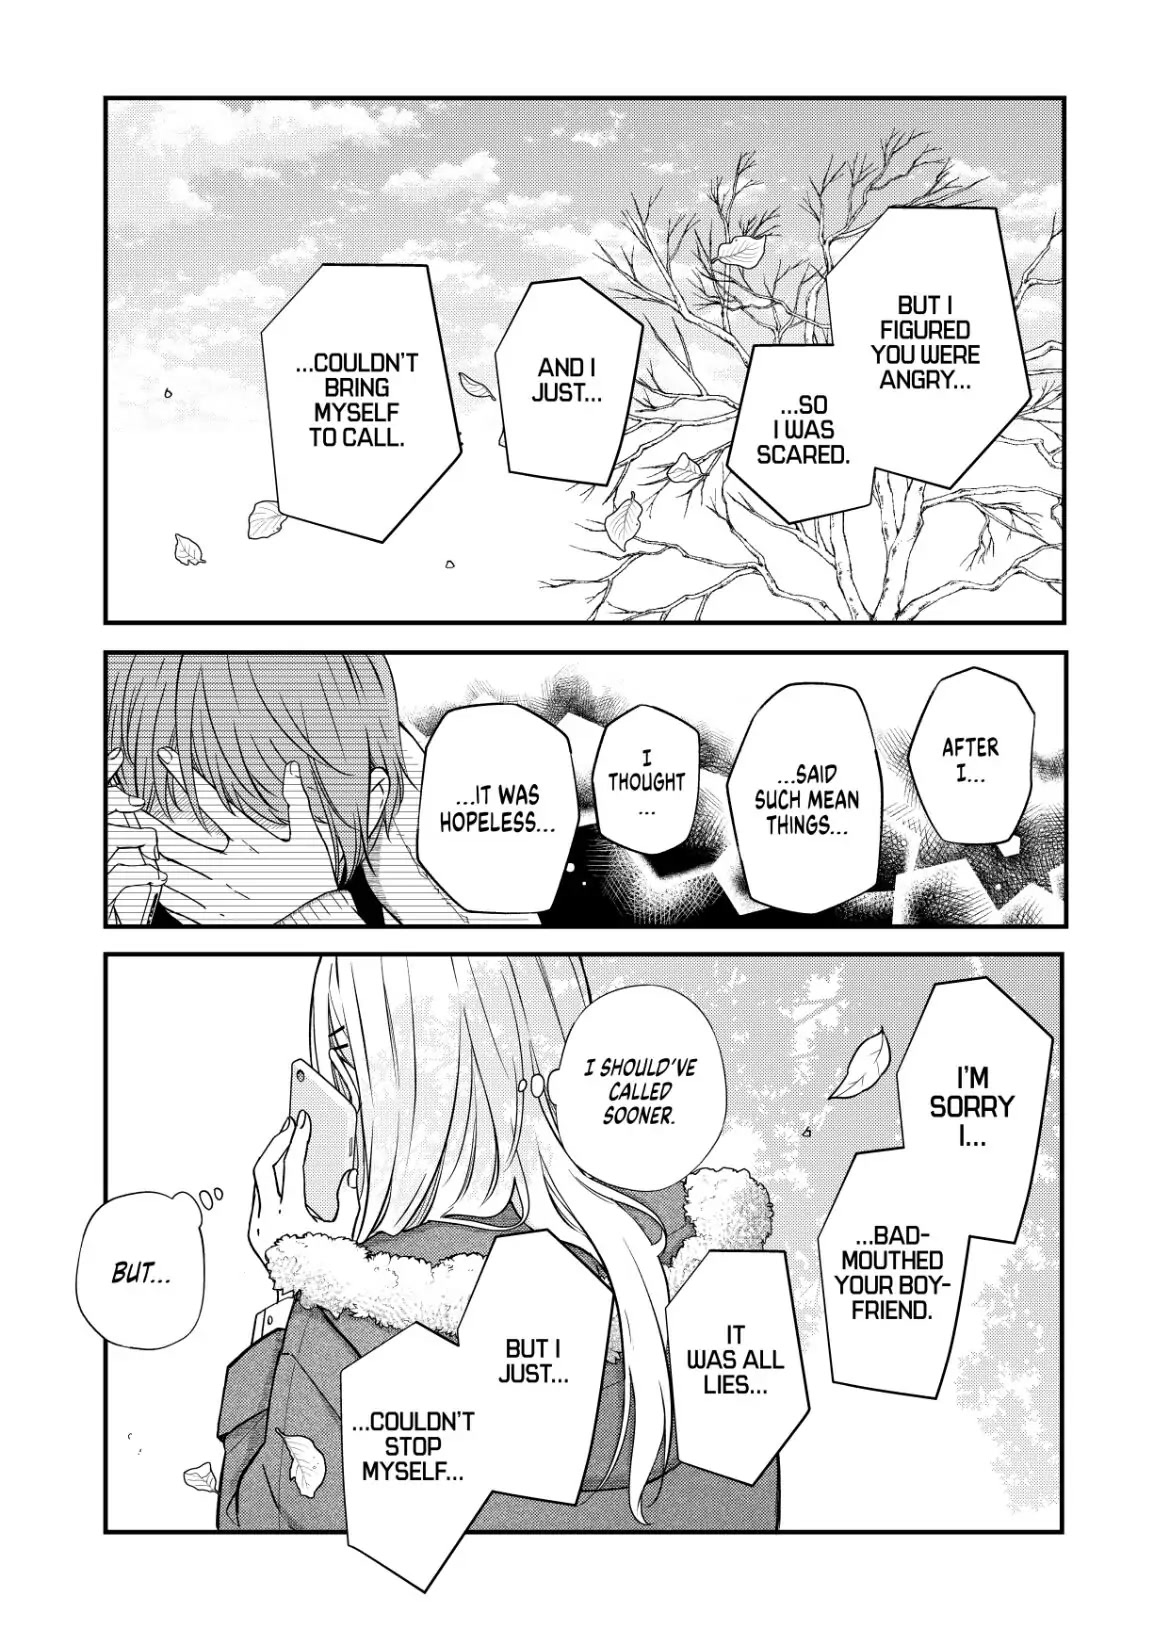 BUT I
FIGURED
YOU WERE
ANGRY...
...SO
I WAS
SCARED.
AND I
JUST...
...COULDN'T
BRING
MYSELF
TO CALL.
AFTER
I...
...SAID
SUCH MEAN
THINGS...
I
THOUGHT
...
...IT WAS
HOPELESS...
I'M
SORRY
I...
...BAD-
MOUTHED
YOUR BOY-
FRIEND.
I SHOULD'VE
CALLED
SOONER.
IT
WAS ALL
LIES...
BUT I
JUST...
...COULDN'T
STOP
MYSELF...
BUT...